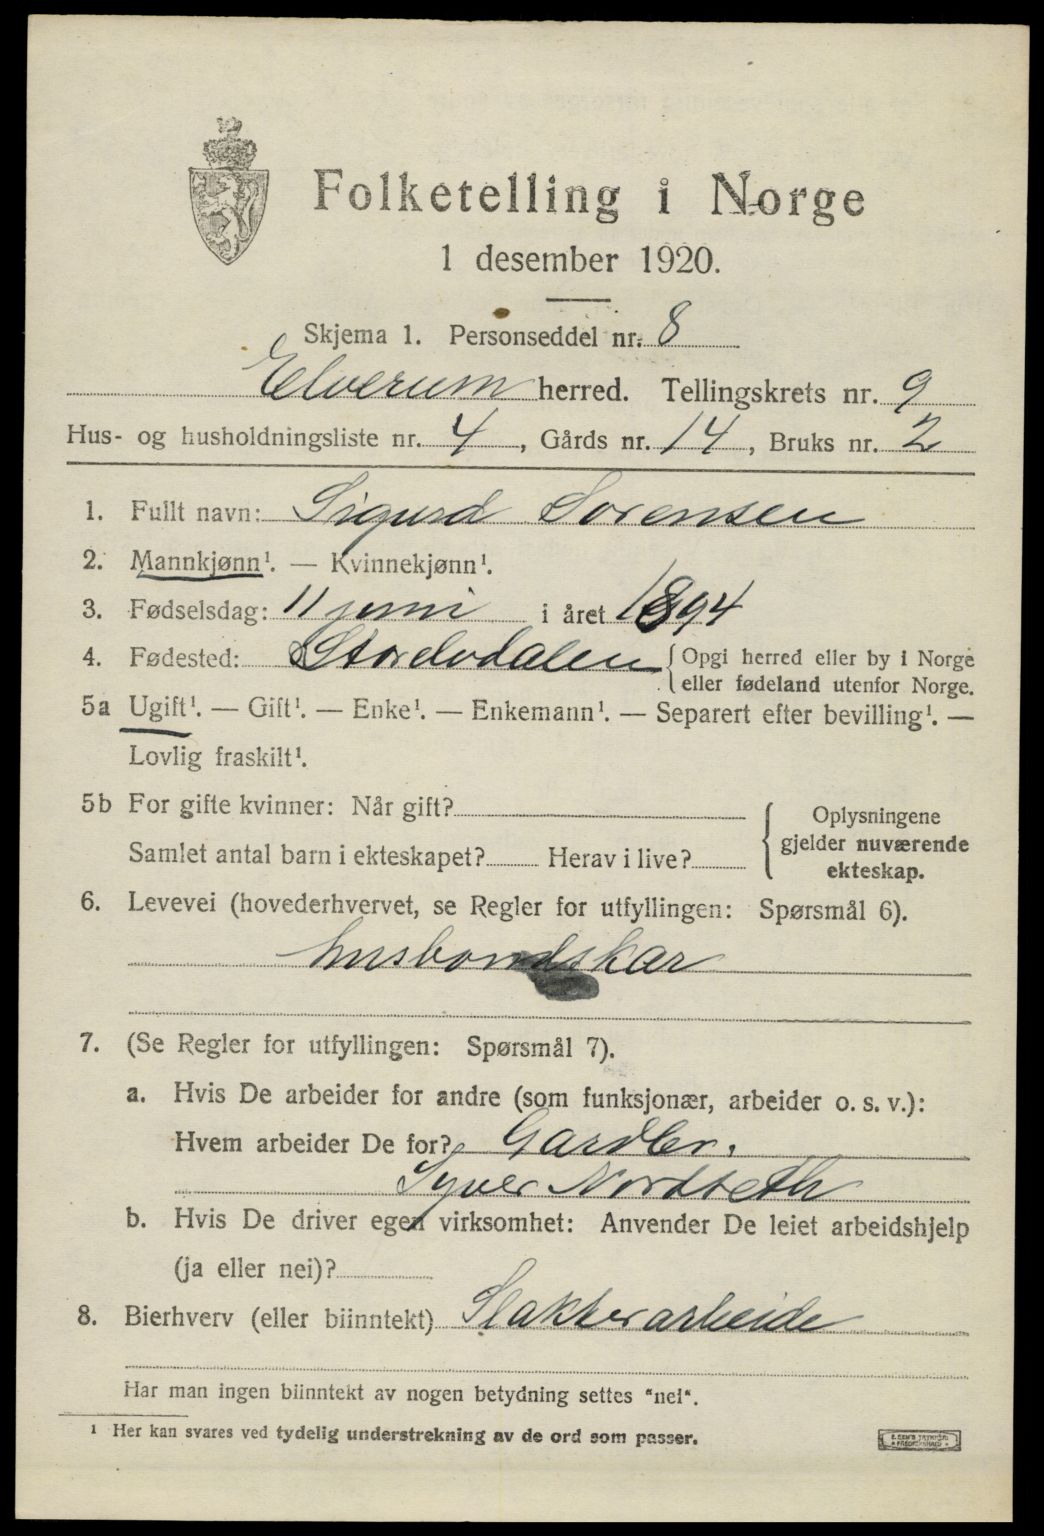 Folketelling i Norge
1 desember 1920.
Skjema 1. Personseddel nr. 8
Elverum herred. Tellingskrets nr. 9
Hus- og husholdningsliste nr. 4, Gårds nr. 14, Bruks nr. 2
1. Fullt navn: Sigurd Sorensen
2. Mannkjønn¹. — Kvinnekjønn¹.
3. Fødselsdag: 11 juni i året 1894
4. Fødested: Storelvdalen {Opgi herred eller by i Norge
eller fødeland utenfor Norge.
5a Ugift¹. — Gift¹. — Enke¹. — Enkemann¹. — Separert efter bevilling¹. —
Lovlig fraskilt¹.
5b For gifte kvinner: Når gift?
Samlet antal barn i ekteskapet? Herav i live?
Oplysningene
gjelder nuværende
ekteskap.
6. Levevei (hovederhvervet, se Regler for utfyllingen: Spørsmål 6).
husbondskar
7. (Se Regler for utfyllingen: Spørsmål 7).
a. Hvis De arbeider for andre (som funksjonær, arbeider o. s. v.):
Hvem arbeider De for? Gardbr.
Syver Nordseth
b. Hvis De driver egen virksomhet: Anvender De leiet arbeidshjelp
(ja eller nei)?
8. Bierhverv (eller biinntekt) Slakterarbeide
Har man ingen biinntekt av nogen betydning settes "nei".
¹ Her kan svares ved tydelig understrekning av de ord som passer.